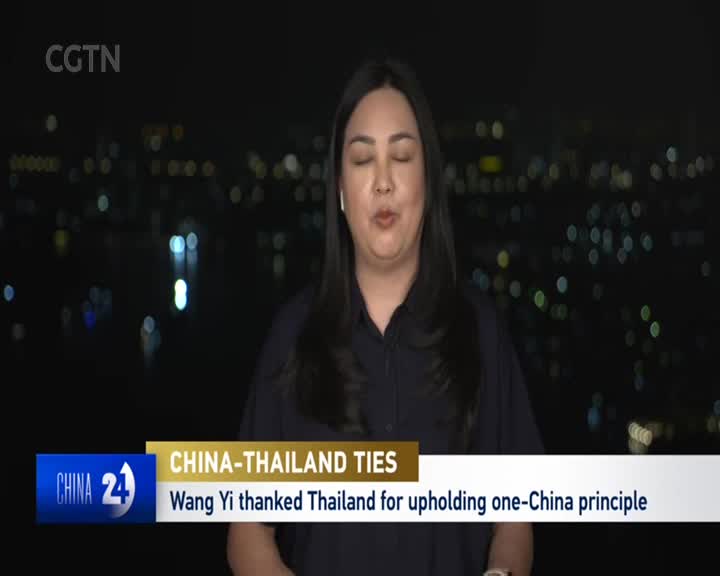 CGTN
CHINA-THAILAND TIES
CHINA 24
Wang Yi thanked Thailand for upholding one-China principle